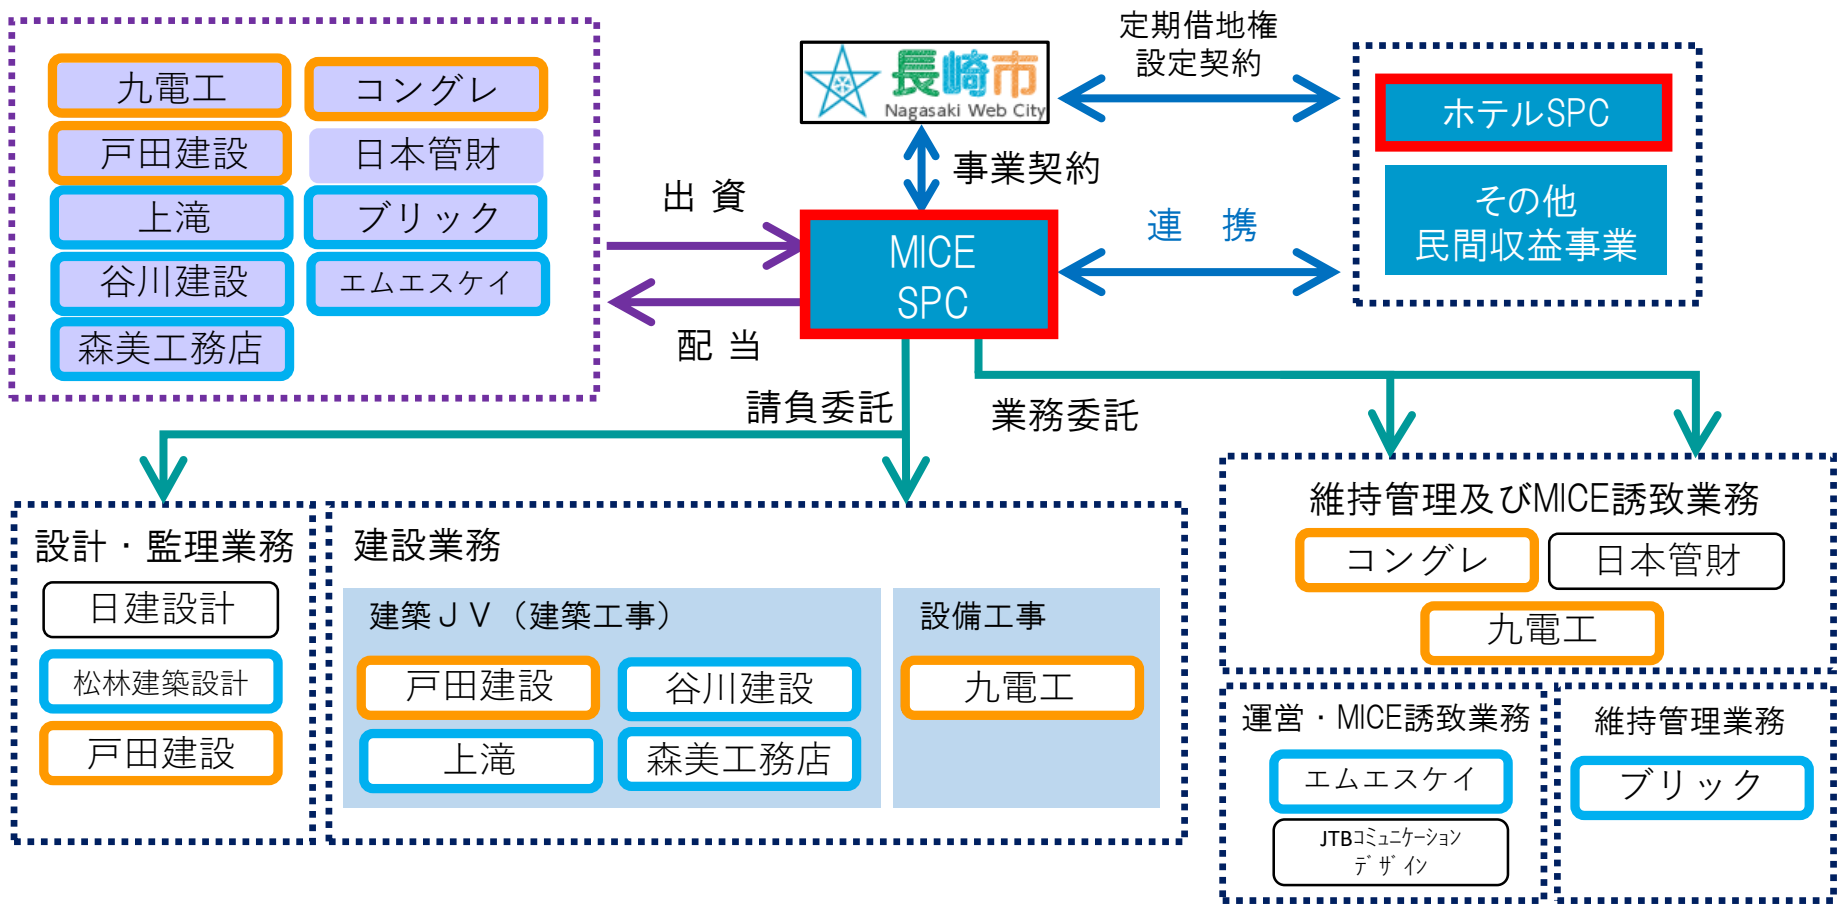 九電工
コングレ
戸田建設
日本管財
上滝
ブリック
谷川建設
エムエスケイ
森美工務店
出 資
配 当
長崎市
Nagasaki Web City
事業契約
MICE
SPC
定期借地権
設定契約
連 携
ホテルSPC
その他
民間収益事業
請負委託
業務委託
設計・監理業務
日建設計
松林建築設計
戸田建設
建設業務
建築JV（建築工事）
戸田建設
谷川建設
上滝
森美工務店
設備工事
九電工
維持管理及びMICE誘致業務
コングレ
日本管財
九電工
運営・MICE誘致業務
エムエスケイ
JTBｺﾐｭﾆｹｰｼｮﾝ
ﾃﾞｻﾞｲﾝ
維持管理業務
ブリック